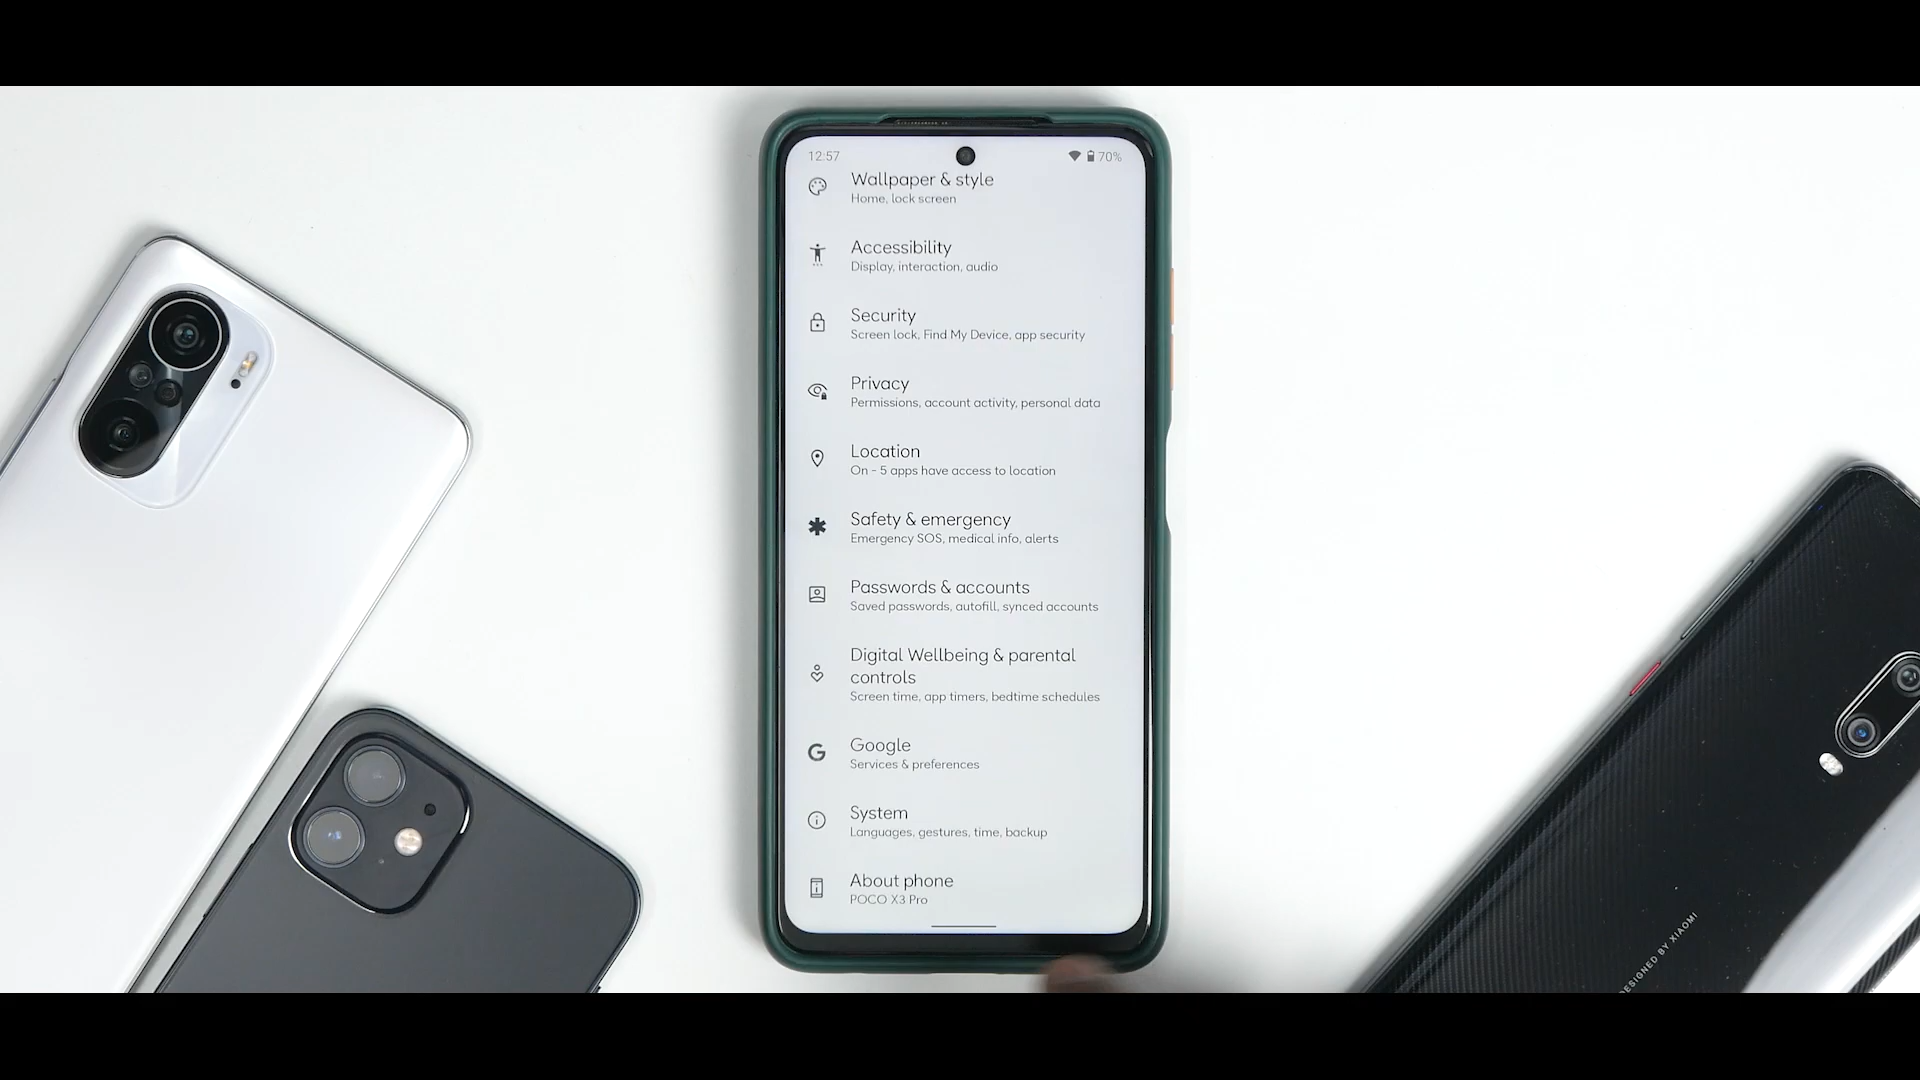 12:57
70%
Wallpaper & style
Home, lock screen
Accessibility
Display, interaction, audio
Security
Screen lock, Find My Device, app security
Privacy
Permissions, account activity, personal data
Location
On - 5 apps have access to location
Safety & emergency
Emergency SOS, medical info, alerts
Passwords & accounts
Saved passwords, autofill, synced accounts
Digital Wellbeing & parental
controls
Screen time, app timers, bedtime schedules
Google
Services & preferences
System
Languages, gestures, time, backup
About phone
POCO X3 Pro
DESIGNED BY XIAOMI